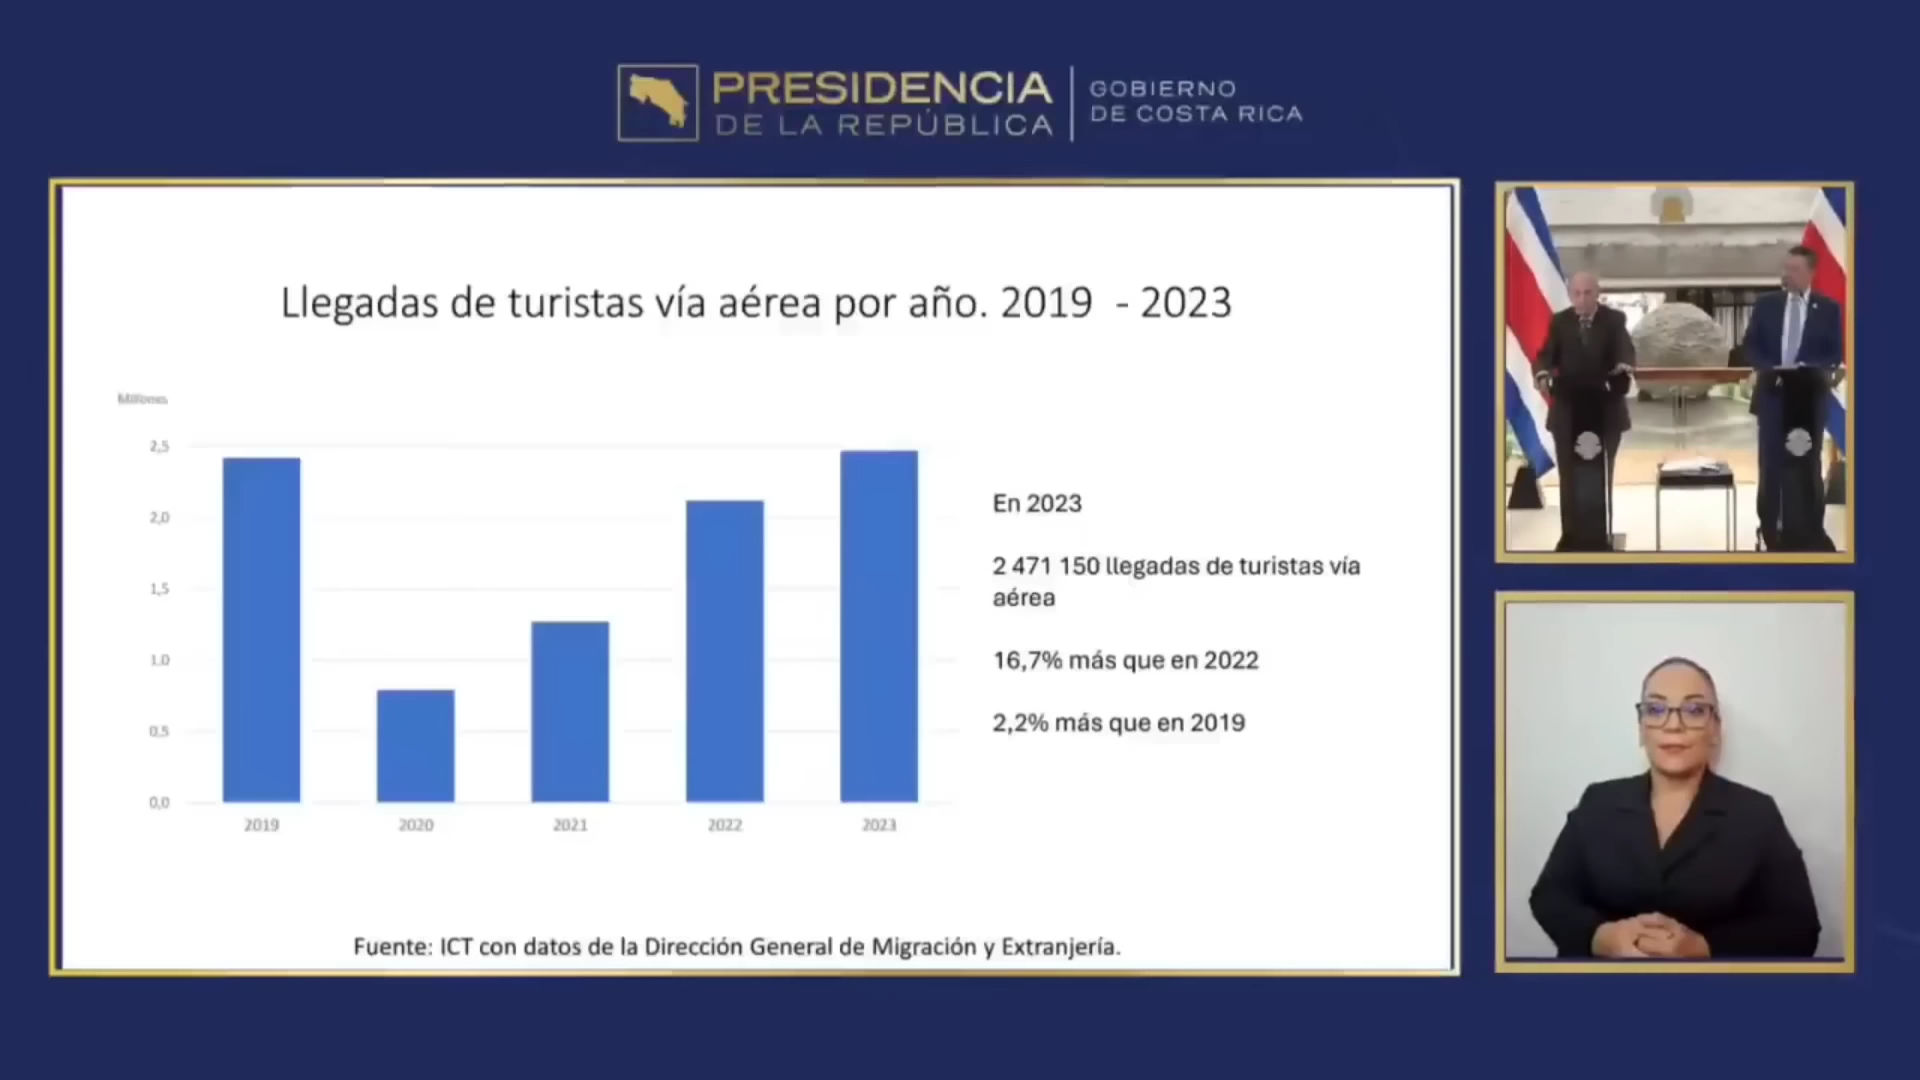 PRESIDENCIA
DE LA REPÚBLICA
GOBIERNO
DE COSTA RICA
Llegadas de turistas vía aérea por año. 2019 - 2023
Millones
2,5
2,0
1,5
1,0
0,5
0,0
2019
2020
2021
2022
2023
En 2023
2 471 150 llegadas de turistas vía
aérea
16,7% más que en 2022
2,2% más que en 2019
Fuente: ICT con datos de la Dirección General de Migración y Extranjería.